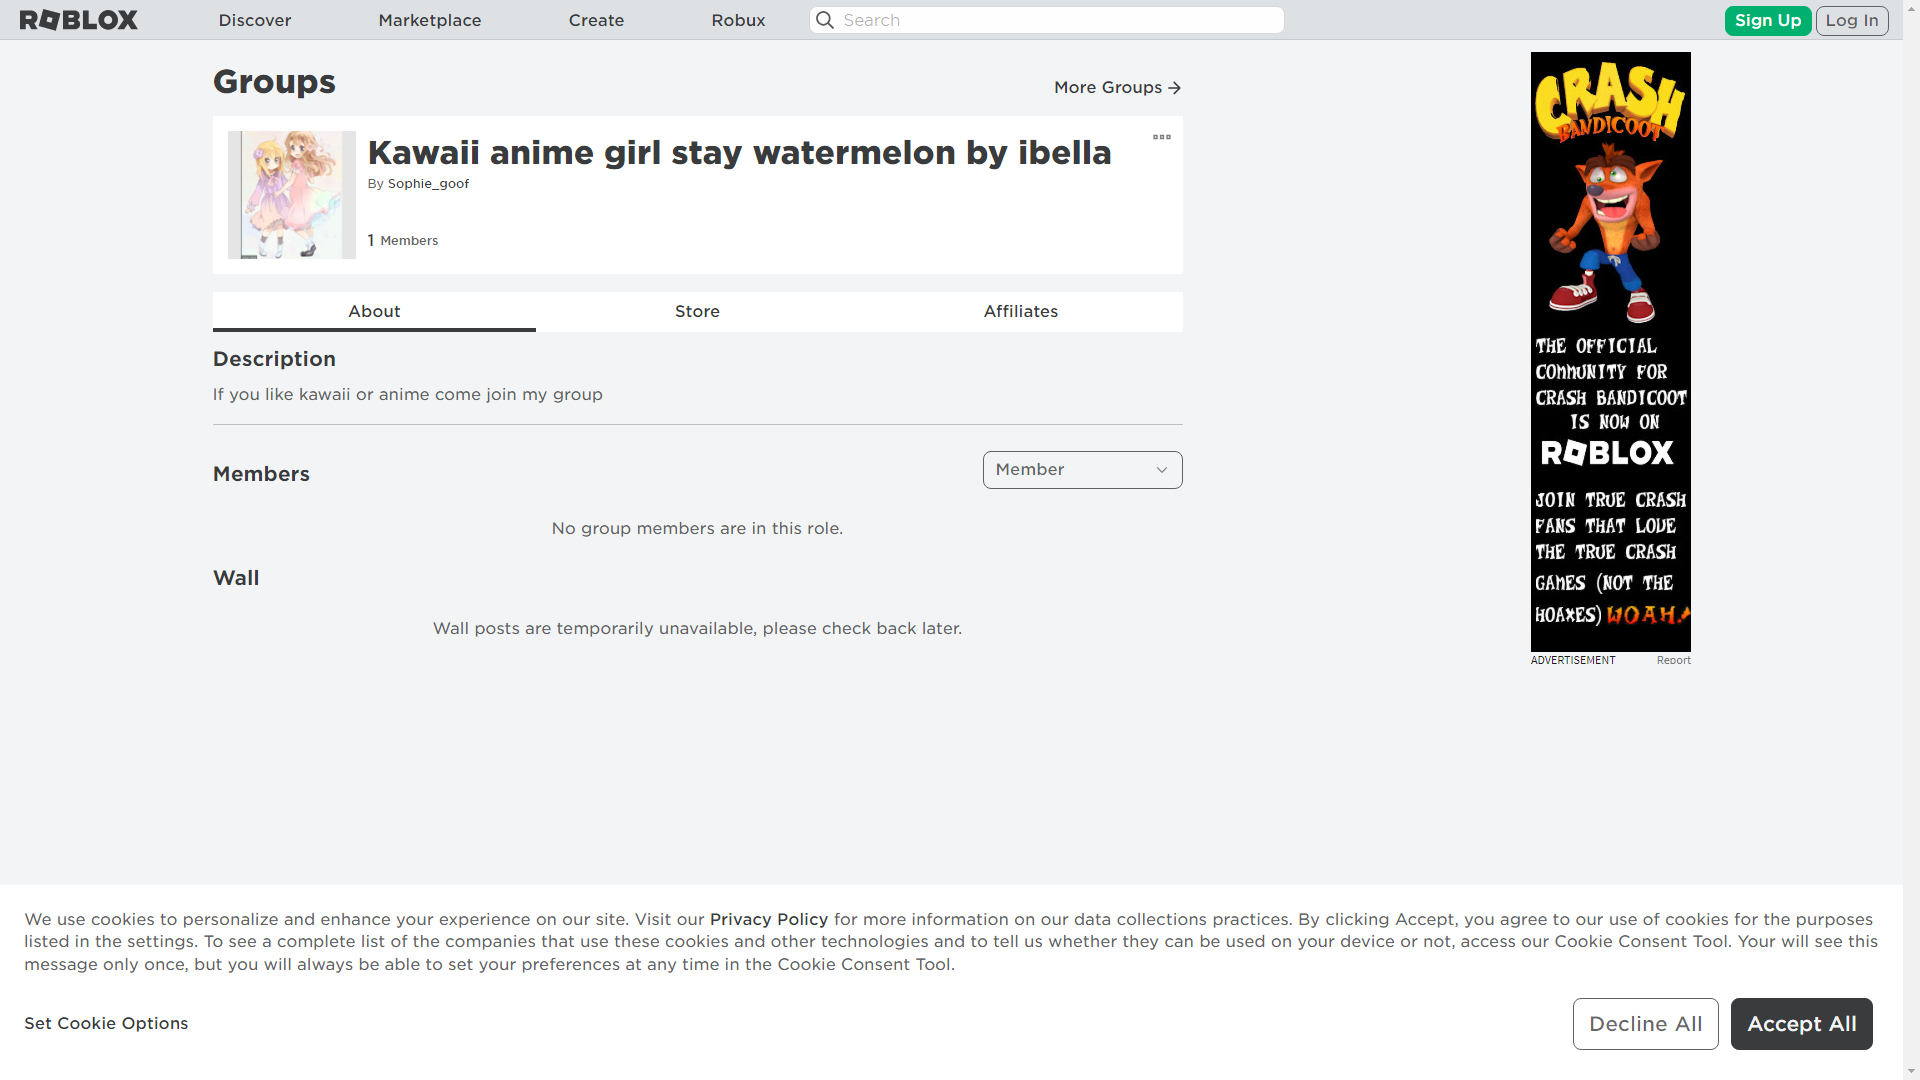 ROBLOX
Discover
Marketplace
Create
Robux
Search
Sign Up
Log In
Groups
More Groups
Kawaii anime girl stay watermelon by ibella
By Sophie_goof
1 Members
About
Store
Affiliates
Description
If you like kawaii or anime come join my group
Members
Member
No group members are in this role.
Wall
Wall posts are temporarily unavailable, please check back later.
CRASH
BANDICOOT
THE OFFICIAL
COMMUNITY FOR
CRASH BANDICOOT
IS NOW ON
ROBLOX
JOIN TRUE CRASH
FANS THAT LOVE
THE TRUE CRASH
GAMES (NOT THE
HOAXES) WOAH!
ADVERTISEMENT
Report
We use cookies to personalize and enhance your experience on our site. Visit our Privacy Policy for more information on our data collections practices. By clicking Accept, you agree to our use of cookies for the purposes
listed in the settings. To see a complete list of the companies that use these cookies and other technologies and to tell us whether they can be used on your device or not, access our Cookie Consent Tool. Your will see this
message only once, but you will always be able to set your preferences at any time in the Cookie Consent Tool.
Set Cookie Options
Decline All
Accept All